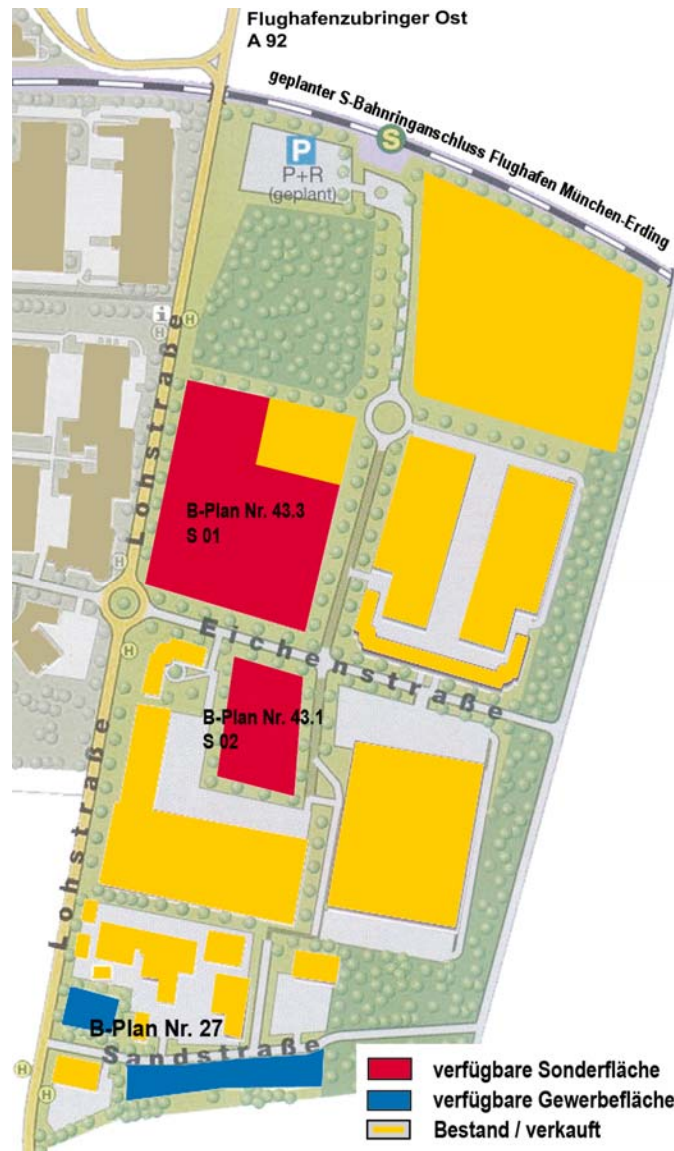 Flughafenzubringer Ost
A 92
geplanter S-Bahnringanschluss Flughafen München-Erding
S
P
P+R
(geplant)
i
H
H
Lohstraße
B-Plan Nr. 43.3
S 01
H
Eichenstraße
H
B-Plan Nr. 43.1
S 02
Lohstraße
B-Plan Nr. 27
Sandstraße
H
H
verfügbare Sonderfläche
verfügbare Gewerbefläche
Bestand / verkauft